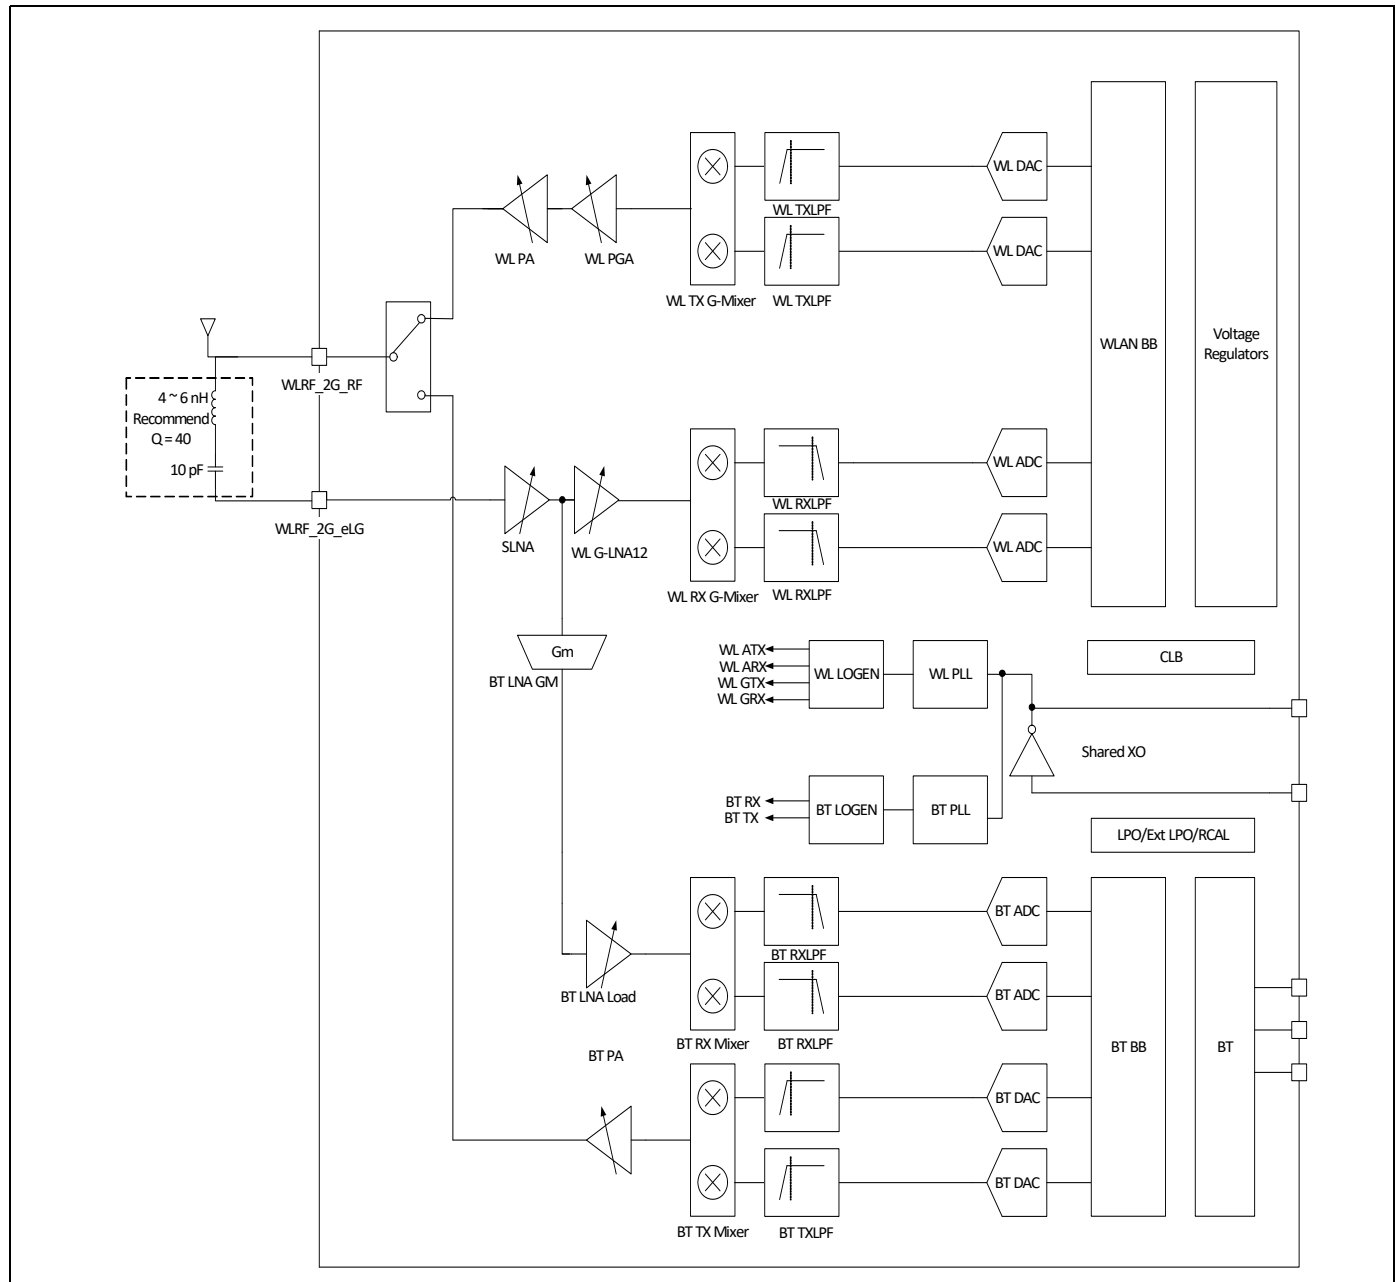 WL DAC
WL TXLPF
WL DAC
WL PA
WL PGA
WL TX G-Mixer
WL TXLPF
WLAN BB
Voltage
Regulators
WLRF_2G_RF
4 ~ 6 nH
Recommend
Q = 40
10 pF
WLRF_2G_eLG
SLNA
WL G-LNA12
WL ADC
WL RXLPF
WL ADC
WL RX G-Mixer
WL RXLPF
Gm
BT LNA GM
WL ATX
WL ARX
WL GTX
WL GRX
WL LOGEN
WL PLL
CLB
Shared XO
BT RX
BT TX
BT LOGEN
BT PLL
LPO/Ext LPO/RCAL
BT ADC
BT RXLPF
BT LNA Load
BT ADC
BT RX Mixer
BT RXLPF
BT PA
BT BB
BT
BT DAC
BT DAC
BT TX Mixer
BT TXLPF